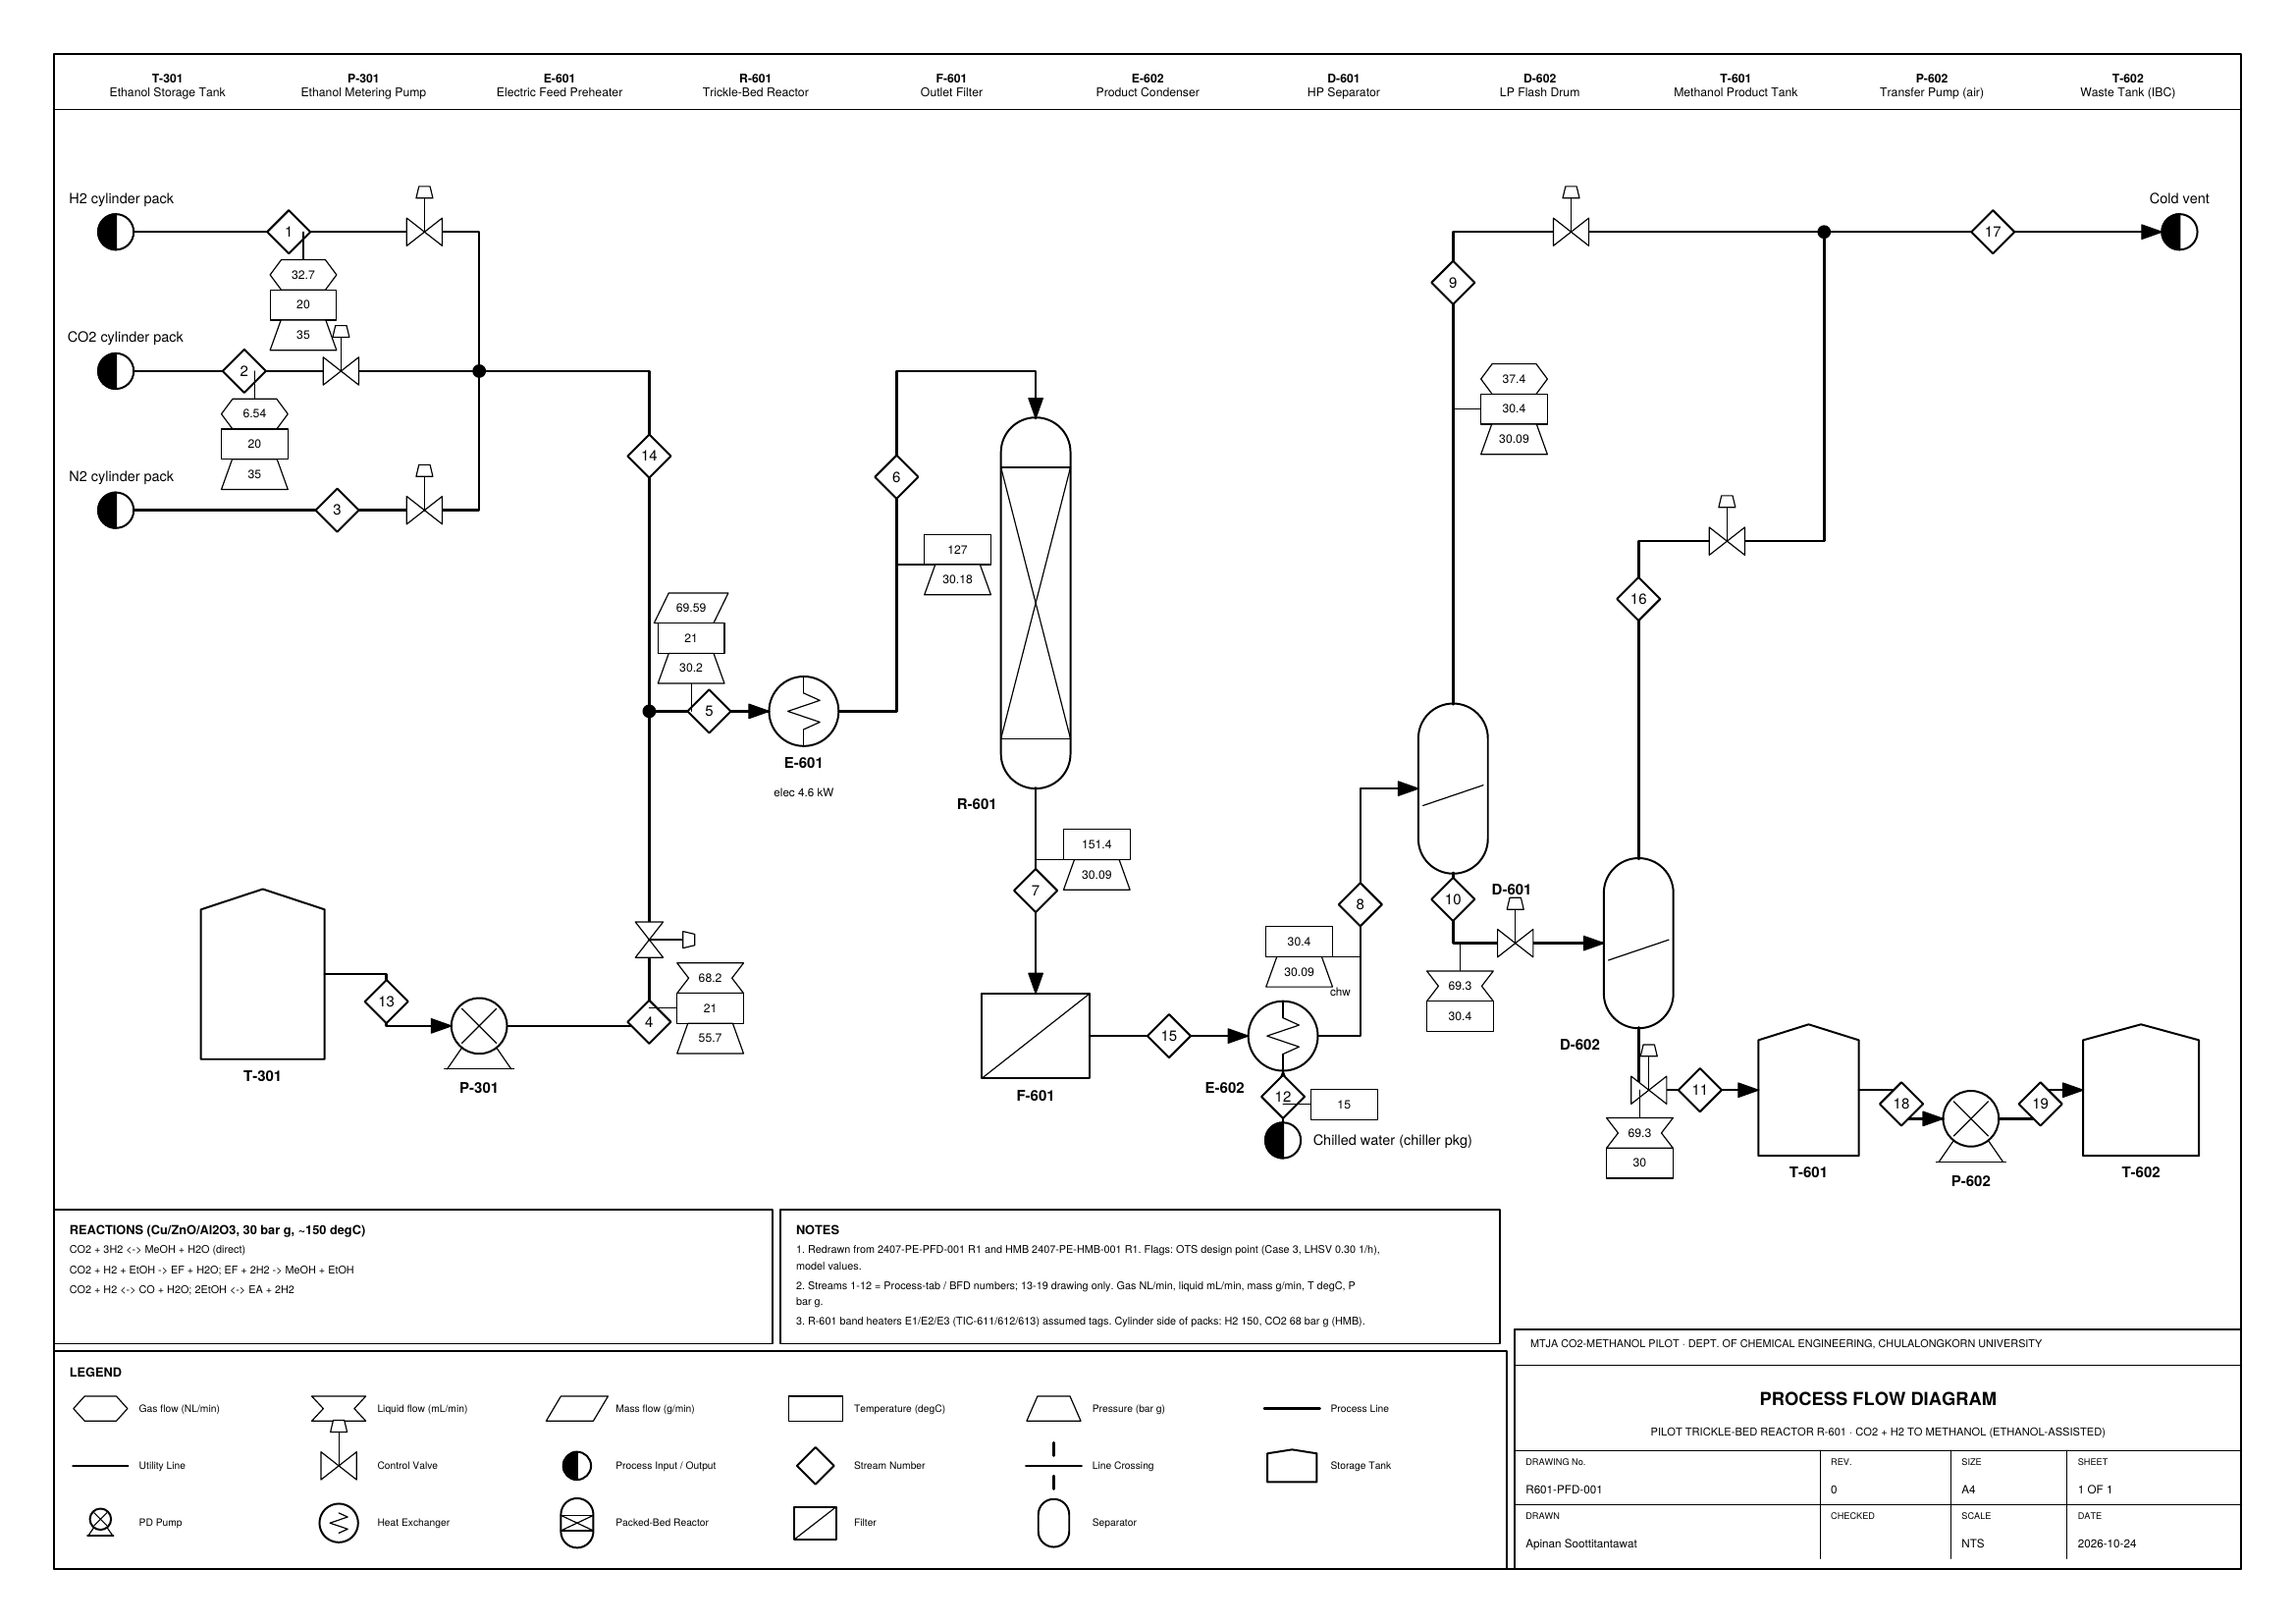 T-301
Ethanol Storage Tank
P-301
Ethanol Metering Pump
E-601
Electric Feed Preheater
R-601
Trickle-Bed Reactor
F-601
Outlet Filter
E-602
Product Condenser
D-601
HP Separator
D-602
LP Flash Drum
T-601
Methanol Product Tank
P-602
Transfer Pump (air)
T-602
Waste Tank (IBC)
H2 cylinder pack
1
32.7
20
35
CO2 cylinder pack
2
6.54
20
35
N2 cylinder pack
3
14
69.59
21
30.2
5
E-601
elec 4.6 kW
6
127
30.18
R-601
151.4
30.09
7
T-301
13
P-301
4
68.2
21
55.7
F-601
15
E-602
chw
12
15
Chilled water (chiller pkg)
30.4
30.09
8
9
37.4
30.4
30.09
10
D-601
69.3
30.4
D-602
16
17
Cold vent
69.3
30
11
T-601
18
P-602
19
T-602
REACTIONS (Cu/ZnO/Al2O3, 30 bar g, ~150 degC)
CO2 + 3H2 <-> MeOH + H2O (direct)
CO2 + H2 + EtOH -> EF + H2O; EF + 2H2 -> MeOH + EtOH
CO2 + H2 <-> CO + H2O; 2EtOH <-> EA + 2H2
NOTES
1. Redrawn from 2407-PE-PFD-001 R1 and HMB 2407-PE-HMB-001 R1. Flags: OTS design point (Case 3, LHSV 0.30 1/h),
model values.
2. Streams 1-12 = Process-tab / BFD numbers; 13-19 drawing only. Gas NL/min, liquid mL/min, mass g/min, T degC, P
bar g.
3. R-601 band heaters E1/E2/E3 (TIC-611/612/613) assumed tags. Cylinder side of packs: H2 150, CO2 68 bar g (HMB).
LEGEND
Gas flow (NL/min)
Liquid flow (mL/min)
Mass flow (g/min)
Temperature (degC)
Pressure (bar g)
Process Line
Utility Line
Control Valve
Process Input / Output
Stream Number
Line Crossing
Storage Tank
PD Pump
Heat Exchanger
Packed-Bed Reactor
Filter
Separator
MTJA CO2-METHANOL PILOT · DEPT. OF CHEMICAL ENGINEERING, CHULALONGKORN UNIVERSITY
PROCESS FLOW DIAGRAM
PILOT TRICKLE-BED REACTOR R-601 · CO2 + H2 TO METHANOL (ETHANOL-ASSISTED)
DRAWING No.
R601-PFD-001
REV.
0
SIZE
A4
SHEET
1 OF 1
DRAWN
Apinan Soottitantawat
CHECKED
SCALE
NTS
DATE
2026-10-24